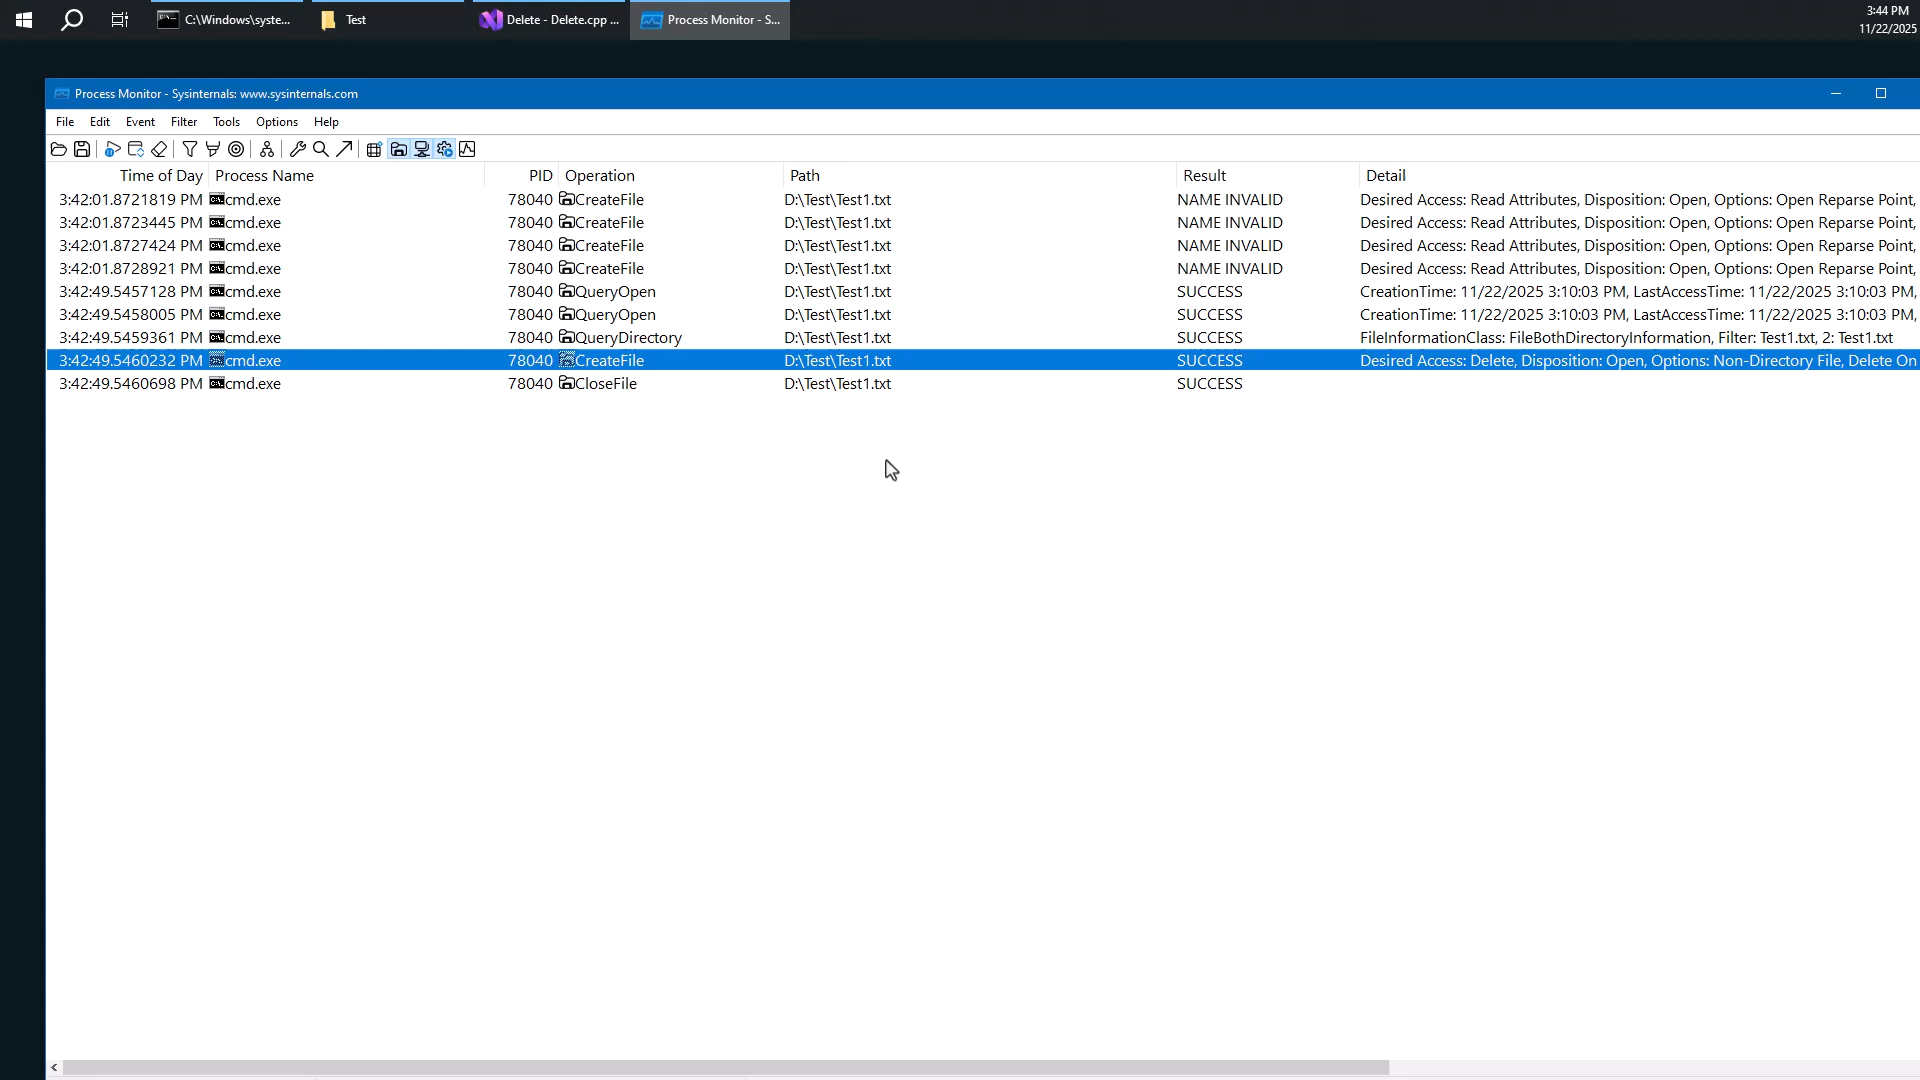 C:\Windows\syste... Test Delete - Delete.cpp ... Process Monitor - S... 3:44 PM
11/22/2025
Process Monitor - Sysinternals: www.sysinternals.com
File Edit Event Filter Tools Options Help
Time of Day Process Name PID Operation Path Result Detail
3:42:01.8721819 PM cmd.exe 78040 CreateFile D:\Test\Test1.txt NAME INVALID Desired Access: Read Attributes, Disposition: Open, Options: Open Reparse Point,
3:42:01.8723445 PM cmd.exe 78040 CreateFile D:\Test\Test1.txt NAME INVALID Desired Access: Read Attributes, Disposition: Open, Options: Open Reparse Point,
3:42:01.8727424 PM cmd.exe 78040 CreateFile D:\Test\Test1.txt NAME INVALID Desired Access: Read Attributes, Disposition: Open, Options: Open Reparse Point,
3:42:01.8728921 PM cmd.exe 78040 CreateFile D:\Test\Test1.txt NAME INVALID Desired Access: Read Attributes, Disposition: Open, Options: Open Reparse Point,
3:42:49.5457128 PM cmd.exe 78040 QueryOpen D:\Test\Test1.txt SUCCESS CreationTime: 11/22/2025 3:10:03 PM, LastAccessTime: 11/22/2025 3:10:03 PM,
3:42:49.5458005 PM cmd.exe 78040 QueryOpen D:\Test\Test1.txt SUCCESS CreationTime: 11/22/2025 3:10:03 PM, LastAccessTime: 11/22/2025 3:10:03 PM,
3:42:49.5459361 PM cmd.exe 78040 QueryDirectory D:\Test\Test1.txt SUCCESS FileInformationClass: FileBothDirectoryInformation, Filter: Test1.txt, 2: Test1.txt
3:42:49.5460232 PM cmd.exe 78040 CreateFile D:\Test\Test1.txt SUCCESS Desired Access: Delete, Disposition: Open, Options: Non-Directory File, Delete On
3:42:49.5460698 PM cmd.exe 78040 CloseFile D:\Test\Test1.txt SUCCESS